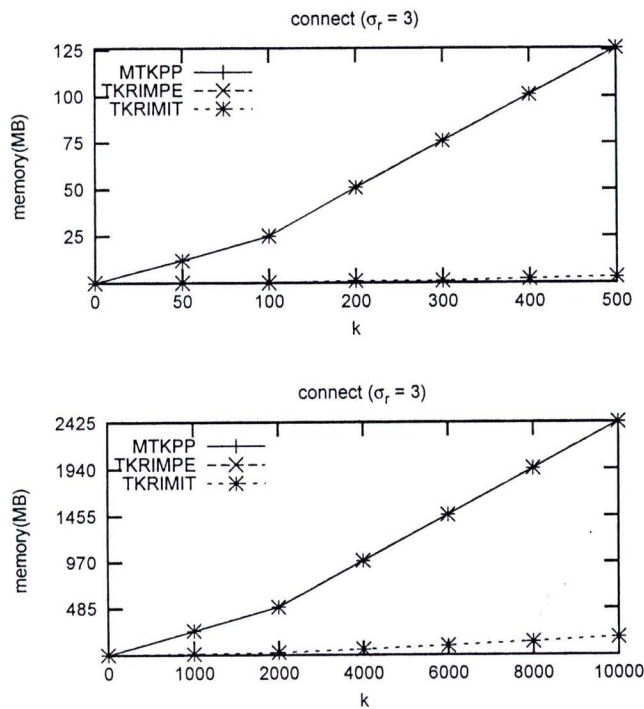 connect (σr = 3)
125
100
75
50
25
memory(MB)
MTKPP
TKRIMPE
TKRIMIT
0 50 100 200 300 400 500
k
connect (σr = 3)
2425
1940
1455
970
485
memory(MB)
MTKPP
TKRIMPE
TKRIMIT
0 1000 2000 4000 6000 8000 10000
k